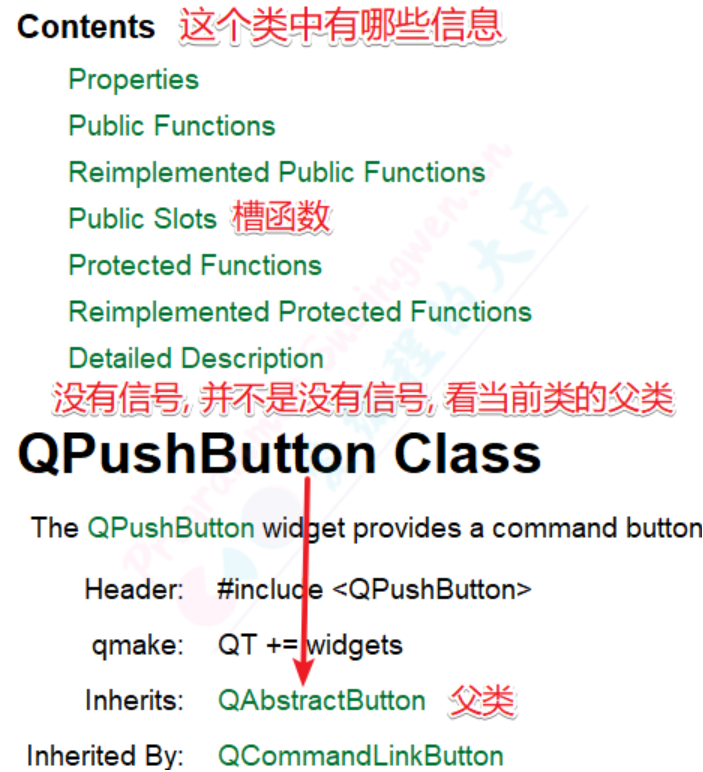 Contents 这个类中有哪些信息
Properties
Public Functions
Reimplemented Public Functions
Public Slots 槽函数
Protected Functions
Reimplemented Protected Functions
Detailed Description
没有信号, 并不是没有信号, 看当前类的父类
QPushButton Class
The QPushButton widget provides a command button
Header: #include <QPushButton>
qmake: QT += widgets
Inherits: QAbstractButton 父类
Inherited By: QCommandLinkButton